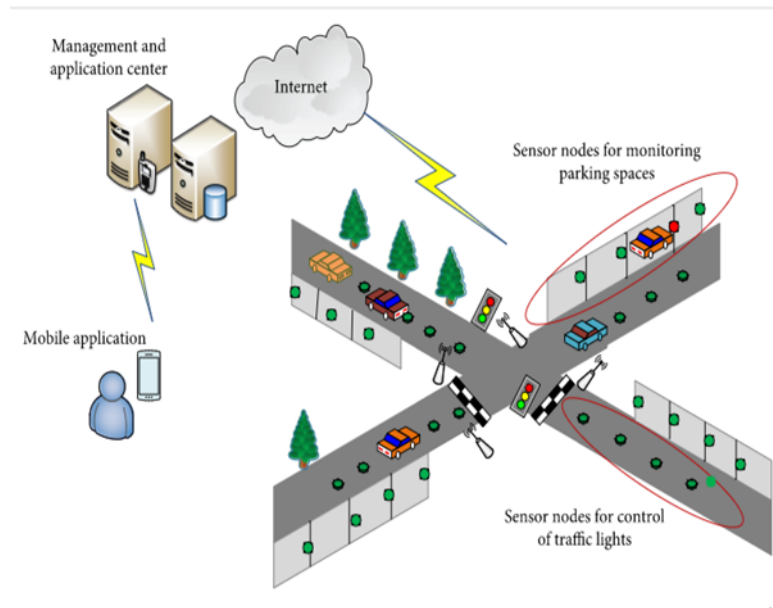 Management and
application center
Internet
Sensor nodes for monitoring
parking spaces
Mobile application
Sensor nodes for control
of traffic lights